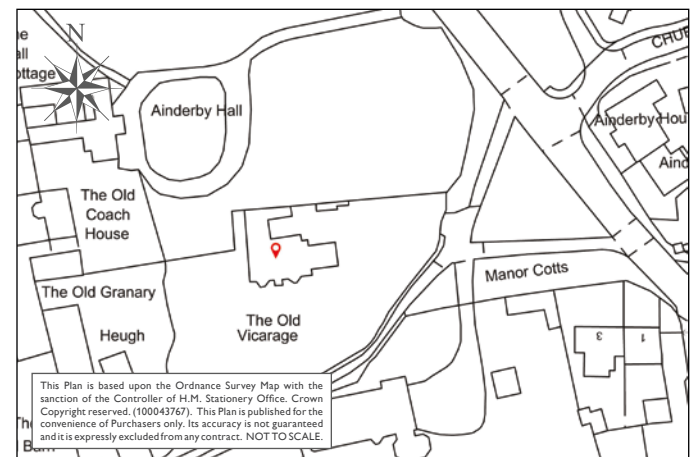 N
CHU
Ainderby Hall
Ainderby Hou
Aind
The Old
Coach
House
Manor Cotts
The Old Granary
The Old
Vicarage
Heugh
3
1
This Plan is based upon the Ordnance Survey Map with the
sanction of the Controller of H.M. Stationery Office. Crown
Copyright reserved. (100043767). This Plan is published for the
convenience of Purchasers only. Its accuracy is not guaranteed
and it is expressly excluded from any contract. NOT TO SCALE.